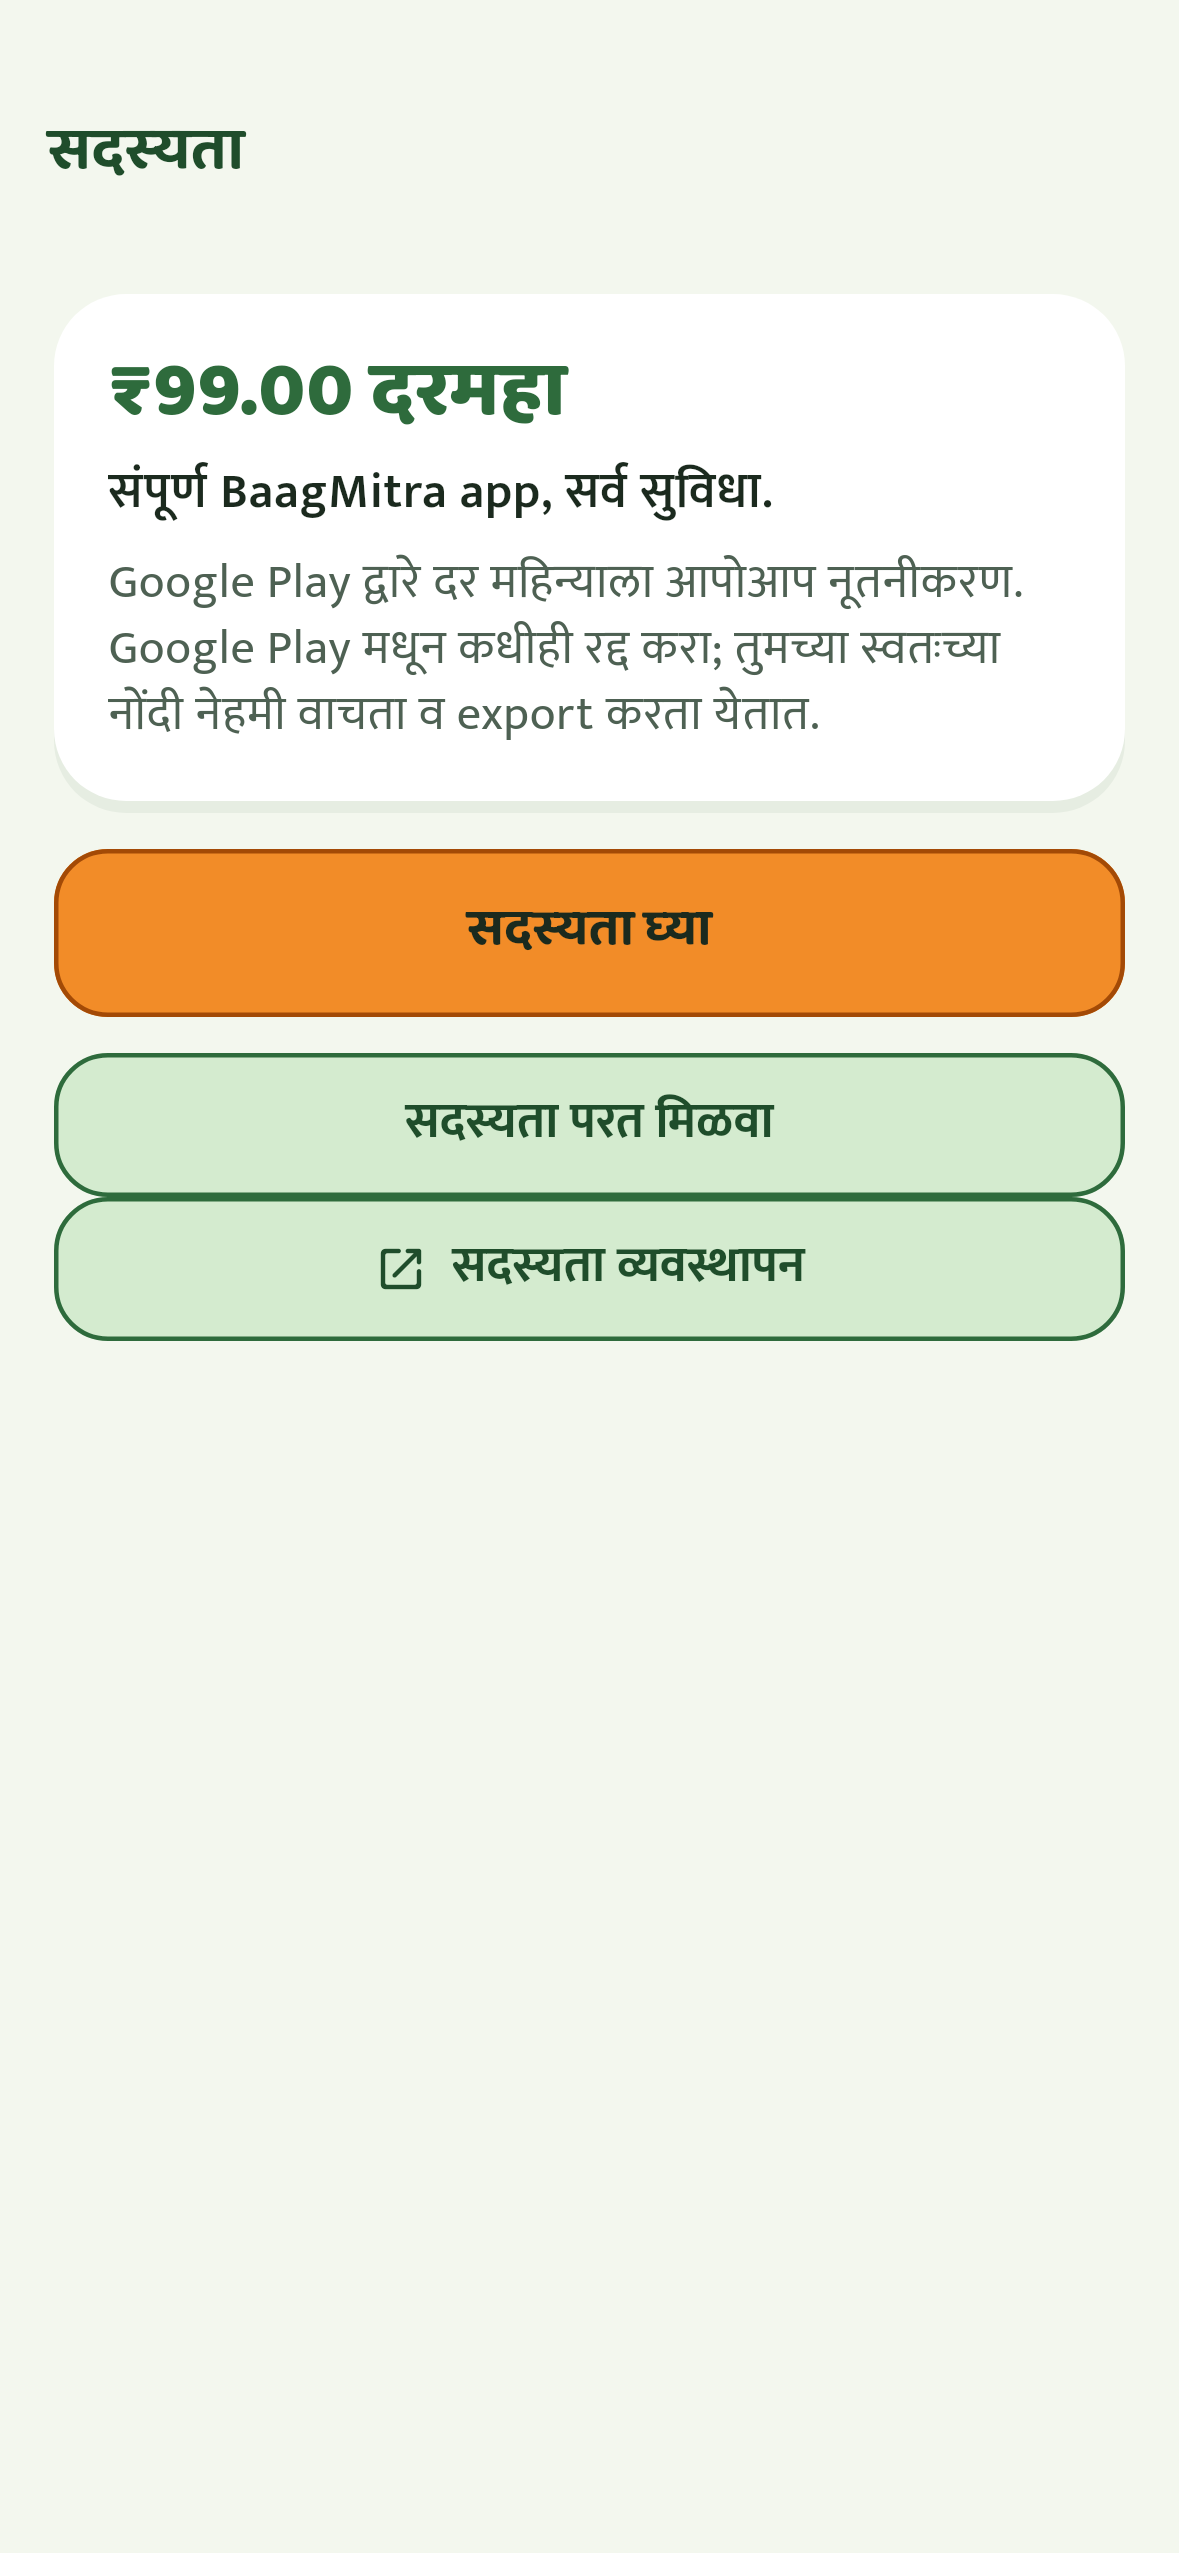 सदस्यता
₹99.00 दरमहा
संपूर्ण BaagMitra app, सर्व सुविधा.
Google Play द्वारे दर महिन्याला आपोआप नूतनीकरण.
Google Play मधून कधीही रद्द करा; तुमच्या स्वतःच्या
नोंदी नेहमी वाचता व export करता येतात.
सदस्यता घ्या
सदस्यता परत मिळवा
सदस्यता व्यवस्थापन